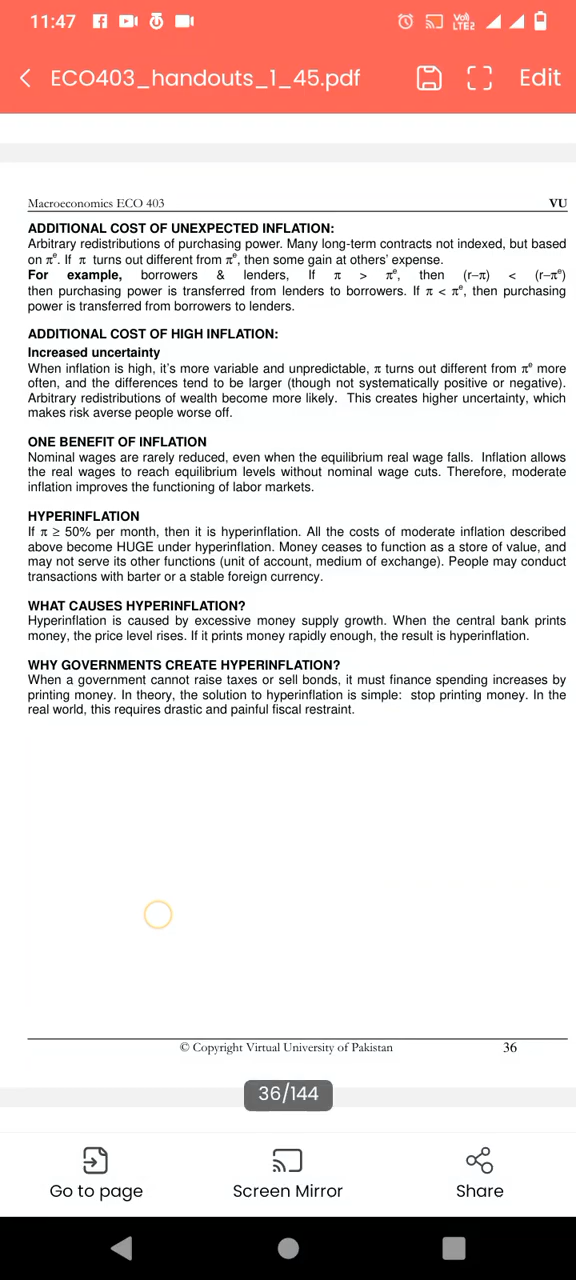 11:47
VoD LTE2
ECO403_handouts_1_45.pdf
Edit
Macroeconomics ECO 403 VU
ADDITIONAL COST OF UNEXPECTED INFLATION:
Arbitrary redistributions of purchasing power. Many long-term contracts not indexed, but based
on πᵉ. If π turns out different from πᵉ, then some gain at others' expense.
For example, borrowers & lenders, If π > πᵉ, then (r−π) < (r−πᵉ)
then purchasing power is transferred from lenders to borrowers. If π < πᵉ, then purchasing
power is transferred from borrowers to lenders.
ADDITIONAL COST OF HIGH INFLATION:
Increased uncertainty
When inflation is high, it's more variable and unpredictable, π turns out different from πᵉ more
often, and the differences tend to be larger (though not systematically positive or negative).
Arbitrary redistributions of wealth become more likely. This creates higher uncertainty, which
makes risk averse people worse off.
ONE BENEFIT OF INFLATION
Nominal wages are rarely reduced, even when the equilibrium real wage falls. Inflation allows
the real wages to reach equilibrium levels without nominal wage cuts. Therefore, moderate
inflation improves the functioning of labor markets.
HYPERINFLATION
If π ≥ 50% per month, then it is hyperinflation. All the costs of moderate inflation described
above become HUGE under hyperinflation. Money ceases to function as a store of value, and
may not serve its other functions (unit of account, medium of exchange). People may conduct
transactions with barter or a stable foreign currency.
WHAT CAUSES HYPERINFLATION?
Hyperinflation is caused by excessive money supply growth. When the central bank prints
money, the price level rises. If it prints money rapidly enough, the result is hyperinflation.
WHY GOVERNMENTS CREATE HYPERINFLATION?
When a government cannot raise taxes or sell bonds, it must finance spending increases by
printing money. In theory, the solution to hyperinflation is simple: stop printing money. In the
real world, this requires drastic and painful fiscal restraint.
© Copyright Virtual University of Pakistan 36
36/144
Go to page
Screen Mirror
Share